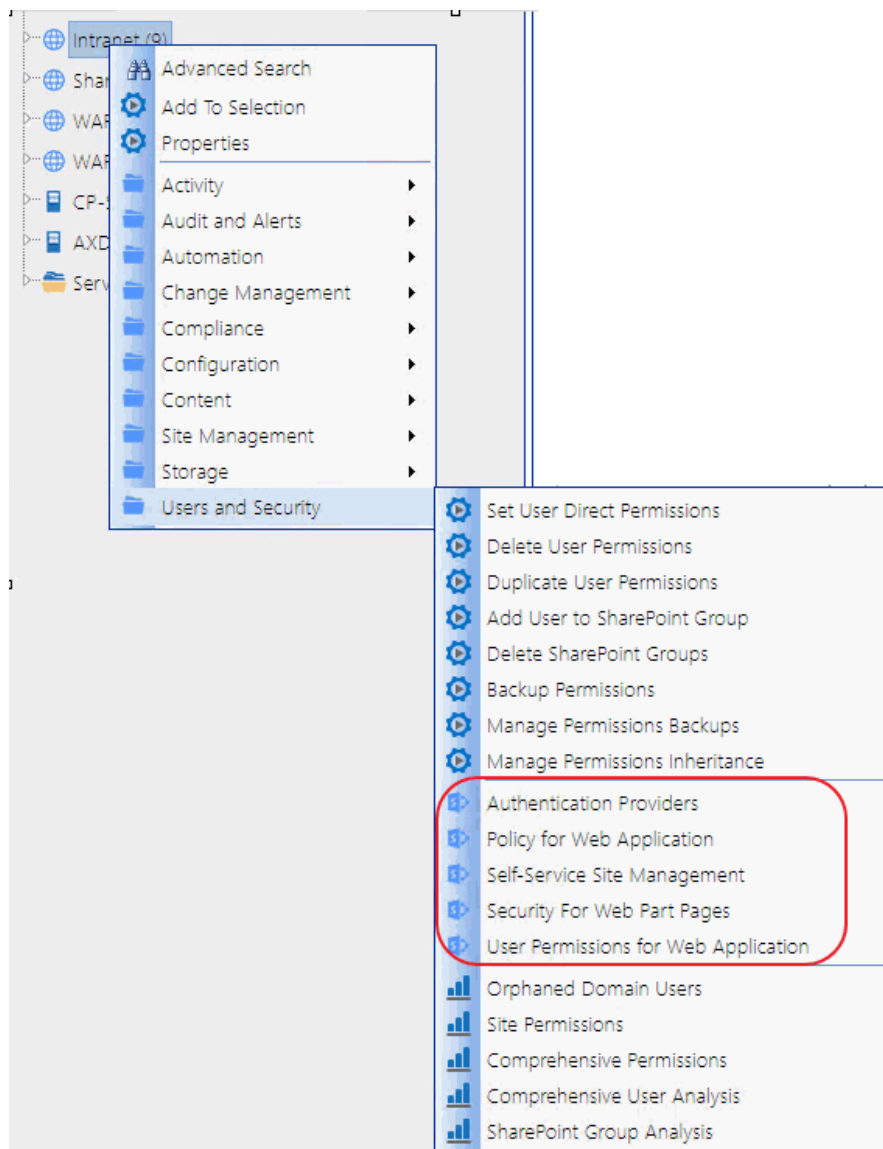 Intranet (9)
Advanced Search
Add To Selection
Properties
Activity
Audit and Alerts
Automation
Change Management
Compliance
Configuration
Content
Site Management
Storage
Users and Security
Set User Direct Permissions
Delete User Permissions
Duplicate User Permissions
Add User to SharePoint Group
Delete SharePoint Groups
Backup Permissions
Manage Permissions Backups
Manage Permissions Inheritance
Authentication Providers
Policy for Web Application
Self-Service Site Management
Security For Web Part Pages
User Permissions for Web Application
Orphaned Domain Users
Site Permissions
Comprehensive Permissions
Comprehensive User Analysis
SharePoint Group Analysis